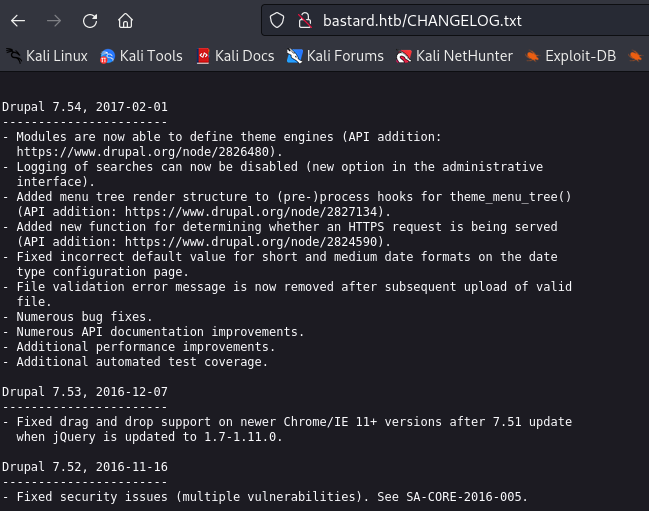 bastard.htb/CHANGELOG.txt
Kali Linux Kali Tools Kali Docs Kali Forums Kali NetHunter Exploit-DB
Drupal 7.54, 2017-02-01
-----------------------
- Modules are now able to define theme engines (API addition:
  https://www.drupal.org/node/2826480).
- Logging of searches can now be disabled (new option in the administrative
  interface).
- Added menu tree render structure to (pre-)process hooks for theme_menu_tree()
  (API addition: https://www.drupal.org/node/2827134).
- Added new function for determining whether an HTTPS request is being served
  (API addition: https://www.drupal.org/node/2824590).
- Fixed incorrect default value for short and medium date formats on the date
  type configuration page.
- File validation error message is now removed after subsequent upload of valid
  file.
- Numerous bug fixes.
- Numerous API documentation improvements.
- Additional performance improvements.
- Additional automated test coverage.
Drupal 7.53, 2016-12-07
-----------------------
- Fixed drag and drop support on newer Chrome/IE 11+ versions after 7.51 update
  when jQuery is updated to 1.7-1.11.0.
Drupal 7.52, 2016-11-16
-----------------------
- Fixed security issues (multiple vulnerabilities). See SA-CORE-2016-005.